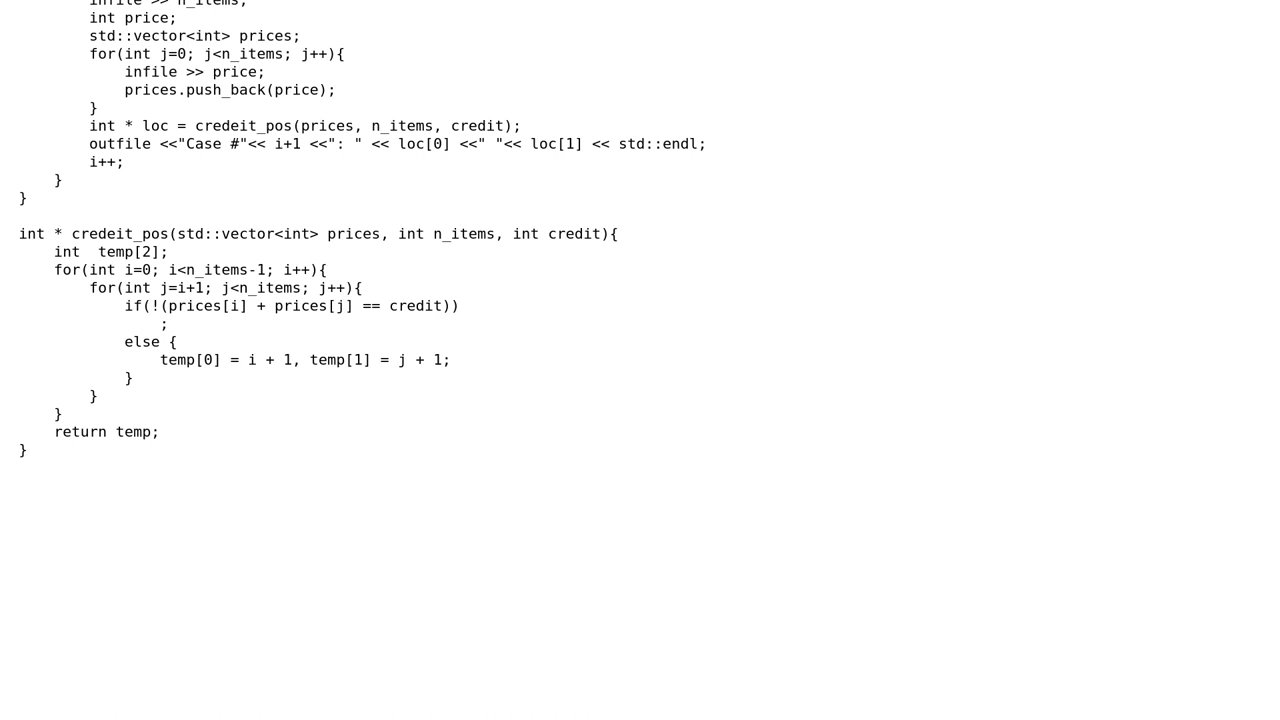 infile >> n_items;
int price;
std::vector<int> prices;
for(int j=0; j<n_items; j++){
infile >> price;
prices.push_back(price);
}
int * loc = credeit_pos(prices, n_items, credit);
outfile <<"Case #"<< i+1 <<": " << loc[0] <<" "<< loc[1] << std::endl;
i++;
}
}
int * credeit_pos(std::vector<int> prices, int n_items, int credit){
int  temp[2];
for(int i=0; i<n_items-1; i++){
for(int j=i+1; j<n_items; j++){
if(!(prices[i] + prices[j] == credit))
;
else {
temp[0] = i + 1, temp[1] = j + 1;
}
}
}
return temp;
}